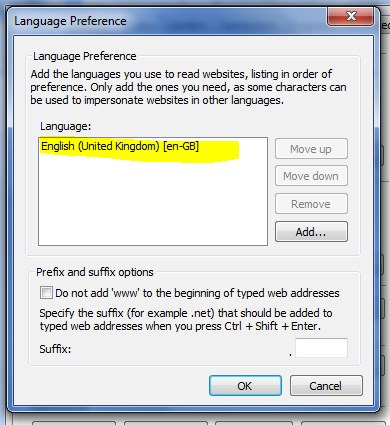 Language Preference
Language Preference
Add the languages you use to read websites, listing in order of
preference. Only add the ones you need, as some characters can
be used to impersonate websites in other languages.
Language:
English (United Kingdom) [en-GB]
Move up
Move down
Remove
Add...
Prefix and suffix options
Do not add 'www' to the beginning of typed web addresses
Specify the suffix (for example .net) that should be added to
typed web addresses when you press Ctrl + Shift + Enter.
Suffix:
.
OK
Cancel